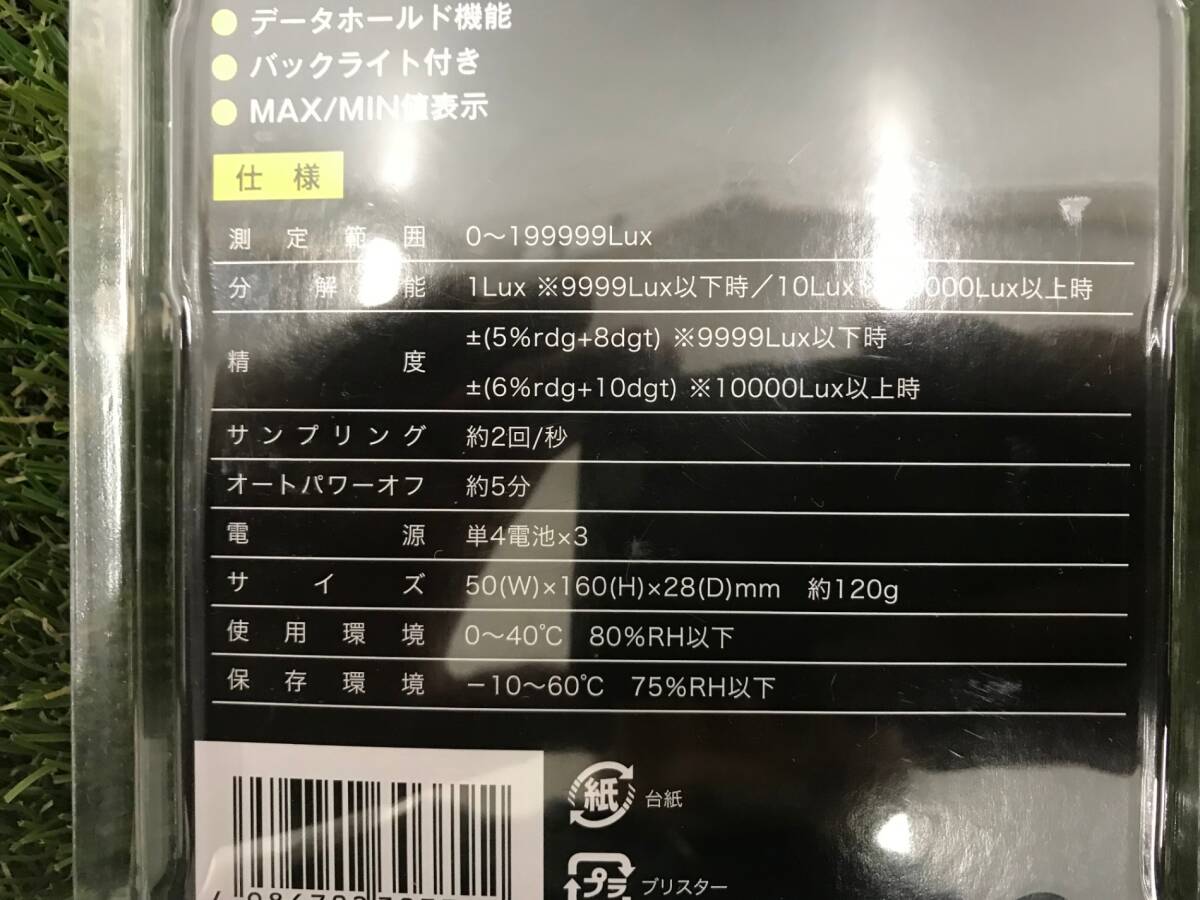 ● データホールド機能
● バックライト付き
● MAX/MIN値表示
仕様
測定範囲 0〜199999Lux
分解能 1Lux ※9999Lux以下時／10Lux 000Lux以上時
精度 ±(5%rdg+8dgt) ※9999Lux以下時
±(6%rdg+10dgt) ※10000Lux以上時
サンプリング 約2回/秒
オートパワーオフ 約5分
電源 単4電池×3
サイズ 50(W)×160(H)×28(D)mm 約120g
使用環境 0〜40℃ 80%RH以下
保存環境 −10〜60℃ 75%RH以下
紙 台紙
プラ ブリスター